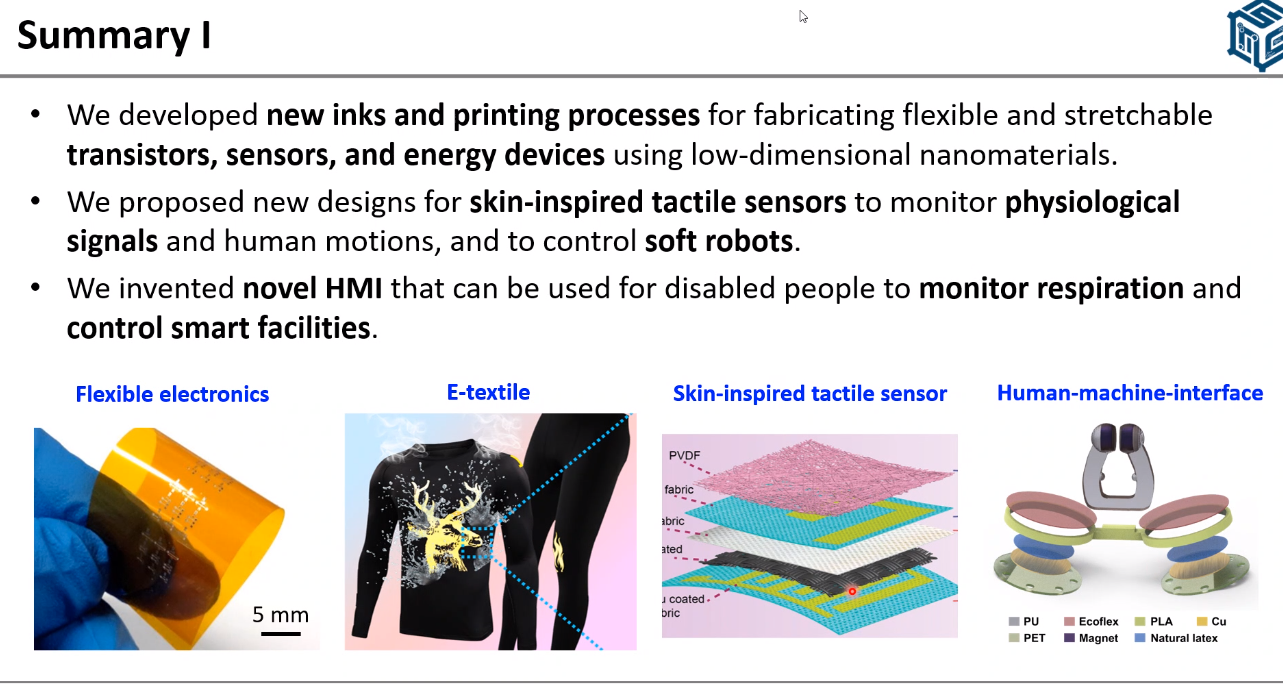 Summary I
• We developed new inks and printing processes for fabricating flexible and stretchable
transistors, sensors, and energy devices using low-dimensional nanomaterials.
• We proposed new designs for skin-inspired tactile sensors to monitor physiological
signals and human motions, and to control soft robots.
• We invented novel HMI that can be used for disabled people to monitor respiration and
control smart facilities.
Flexible electronics
5 mm
E-textile
Skin-inspired tactile sensor
PVDF
fabric
abric
ated
u coated
bric
Human-machine-interface
PU Ecoflex PLA Cu
PET Magnet Natural latex